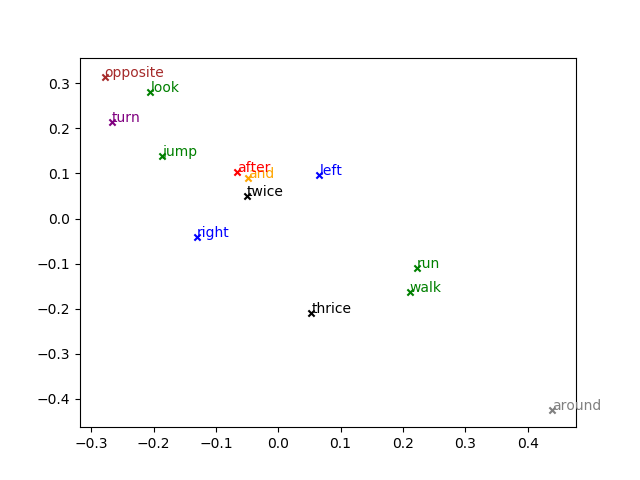 opposite
look
turn
jump
after
and
left
twice
right
run
walk
thrice
around
0.3
0.2
0.1
0.0
−0.1
−0.2
−0.3
−0.4
−0.3 −0.2 −0.1 0.0 0.1 0.2 0.3 0.4